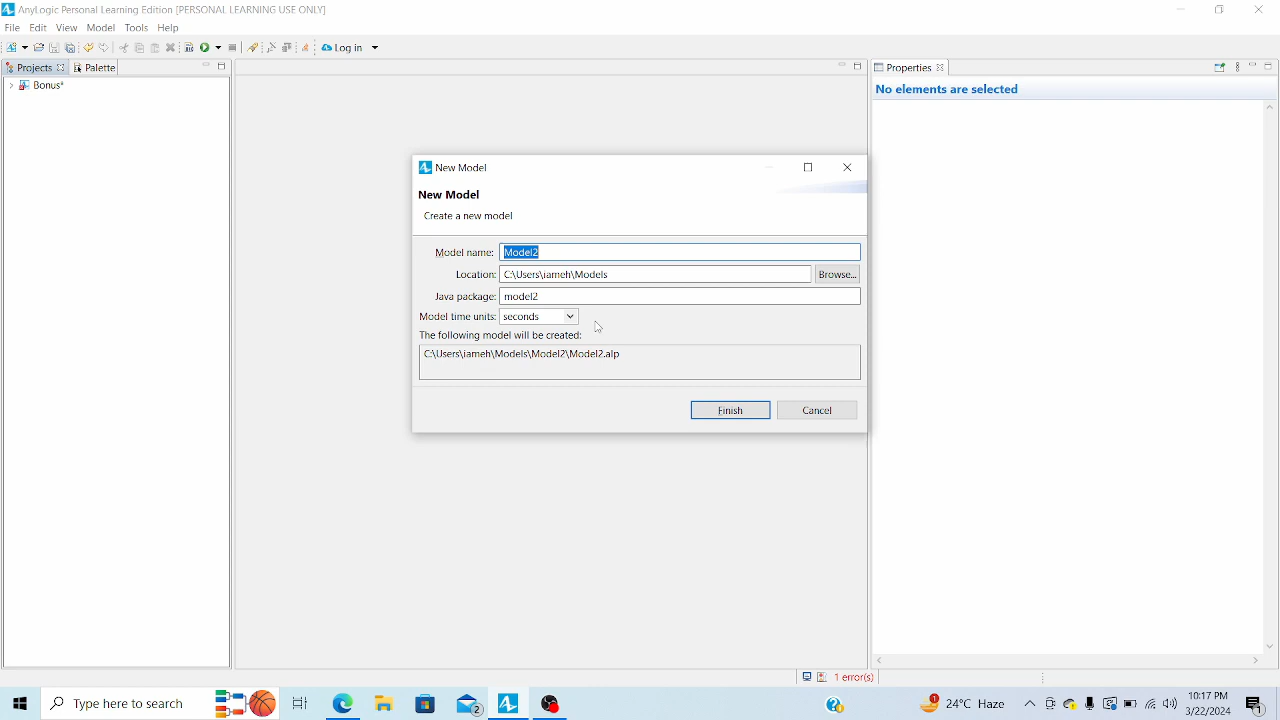 AnyLogic Personal Learning Edition [PERSONAL LEARNING USE ONLY]
File Edit View Model Tools Help
Log in
Projects Palette Properties
Bonus*
No elements are selected
New Model
New Model
Create a new model
Model name: Model2
Location: C:\Users\iameh\Models Browse...
Java package: model2
Model time units: seconds
The following model will be created:
C:\Users\iameh\Models\Model2\Model2.alp
Finish Cancel
1 error(s)
Type here to search 2 1 24°C Haze 10:17 PM 1
3/22/2024